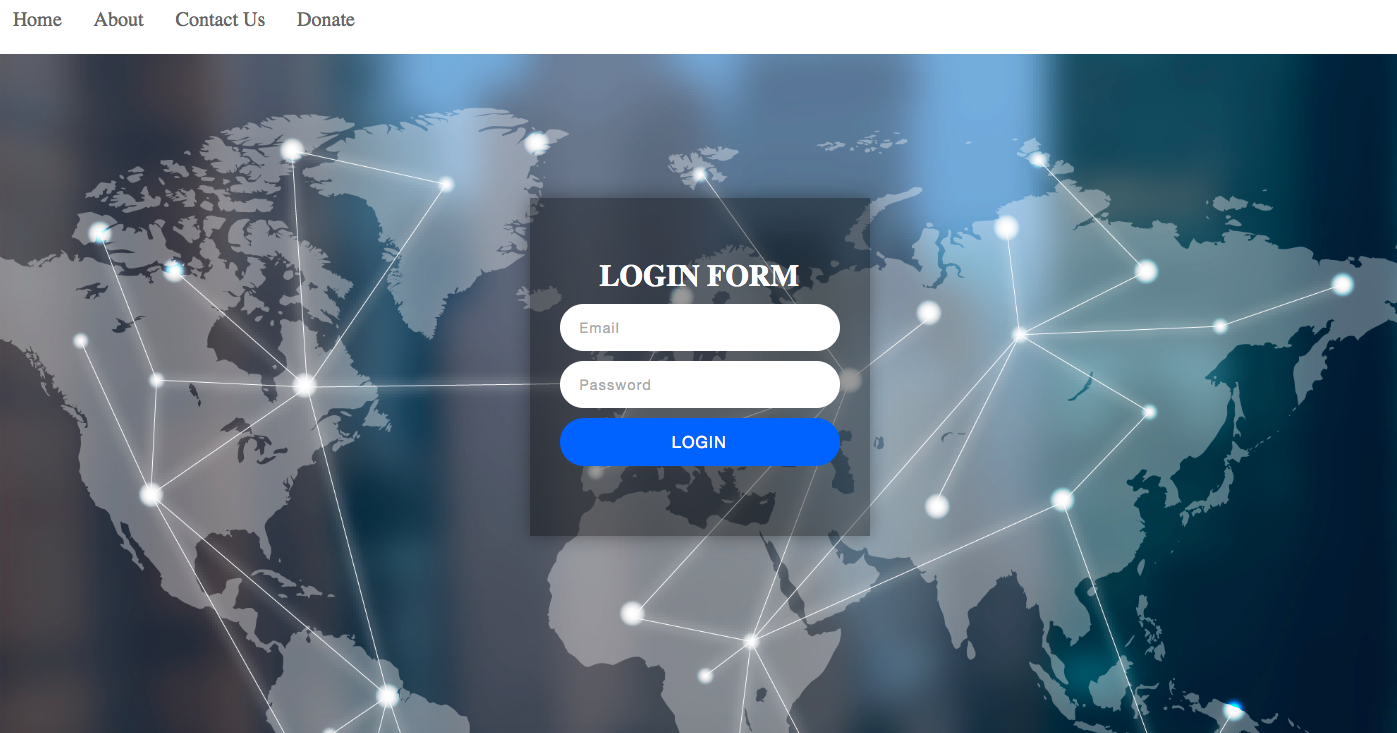 Home About Contact Us Donate
LOGIN FORM
Email
Password
LOGIN